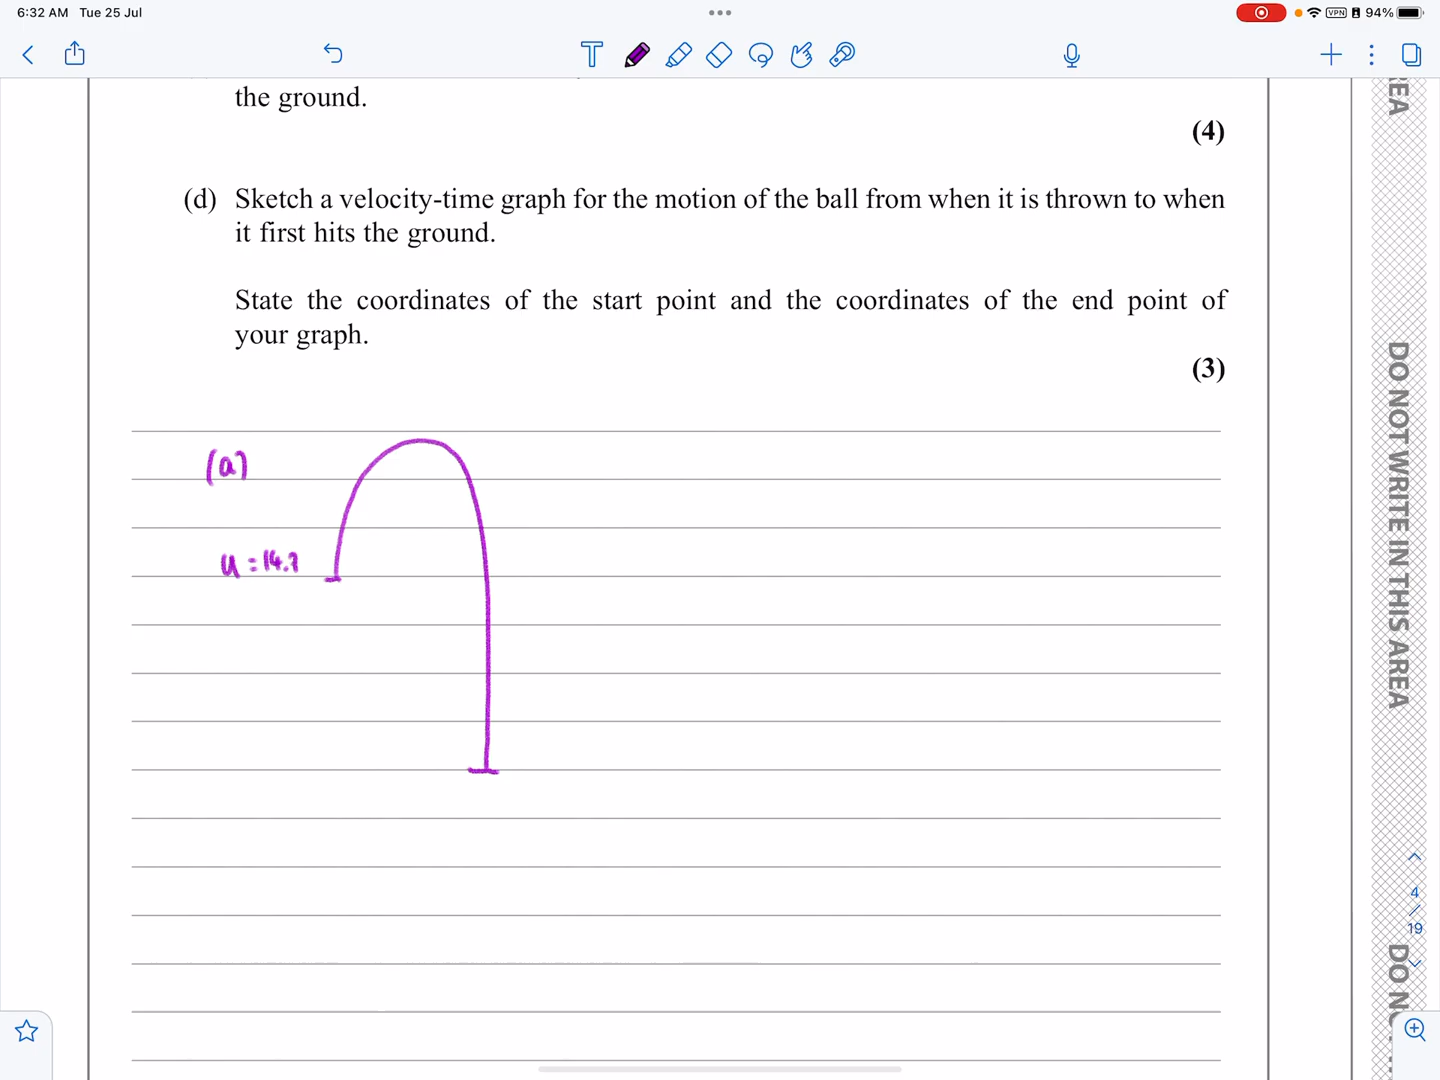 6:32 AM Tue 25 Jul
VPN 94%
the ground.
(4)
(d) Sketch a velocity-time graph for the motion of the ball from when it is thrown to when
it first hits the ground.
State the coordinates of the start point and the coordinates of the end point of
your graph.
(3)
(a)
u = 14.7
EA
DO NOT WRITE IN THIS AREA
DO N
4
/
19